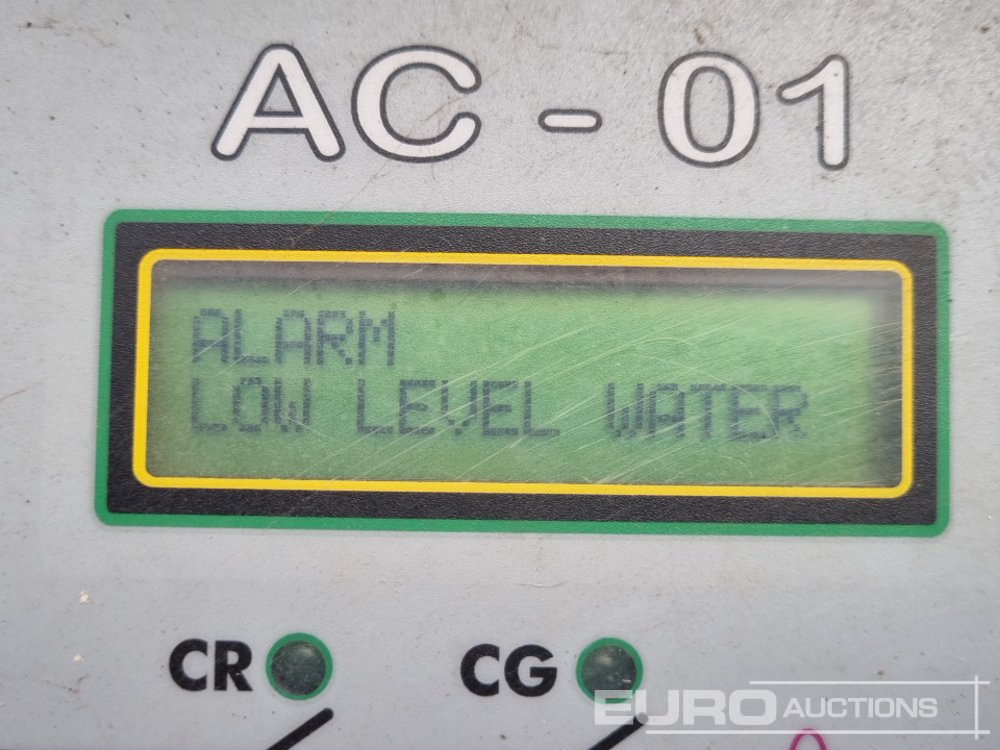 AC - 01
ALARM
LOW LEVEL WATER
CR CG
EURO AUCTIONS